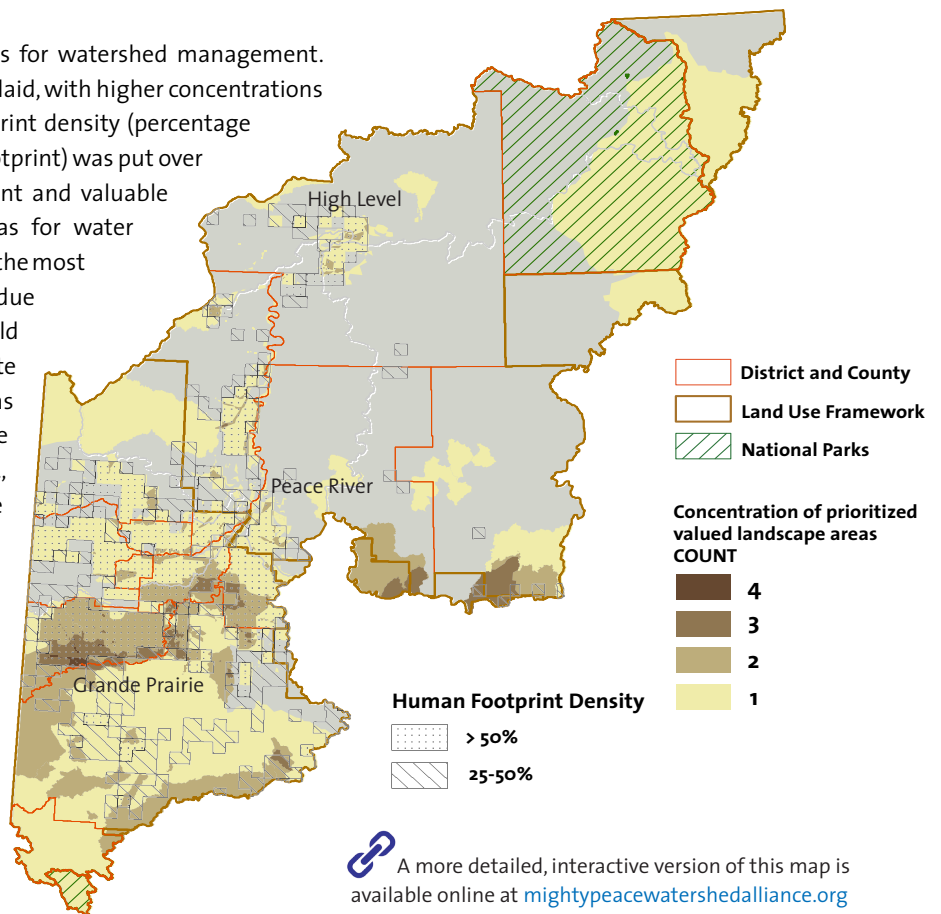 s for watershed management.
laid, with higher concentrations
rint density (percentage
otprint) was put over
nt and valuable
as for water
the most
due
ld
te
as
e
,
e
High Level
Peace River
Grande Prairie
District and County
Land Use Framework
National Parks
Concentration of prioritized
valued landscape areas
COUNT
4
3
2
1
Human Footprint Density
> 50%
25-50%
A more detailed, interactive version of this map is
available online at mightypeacewatershedalliance.org